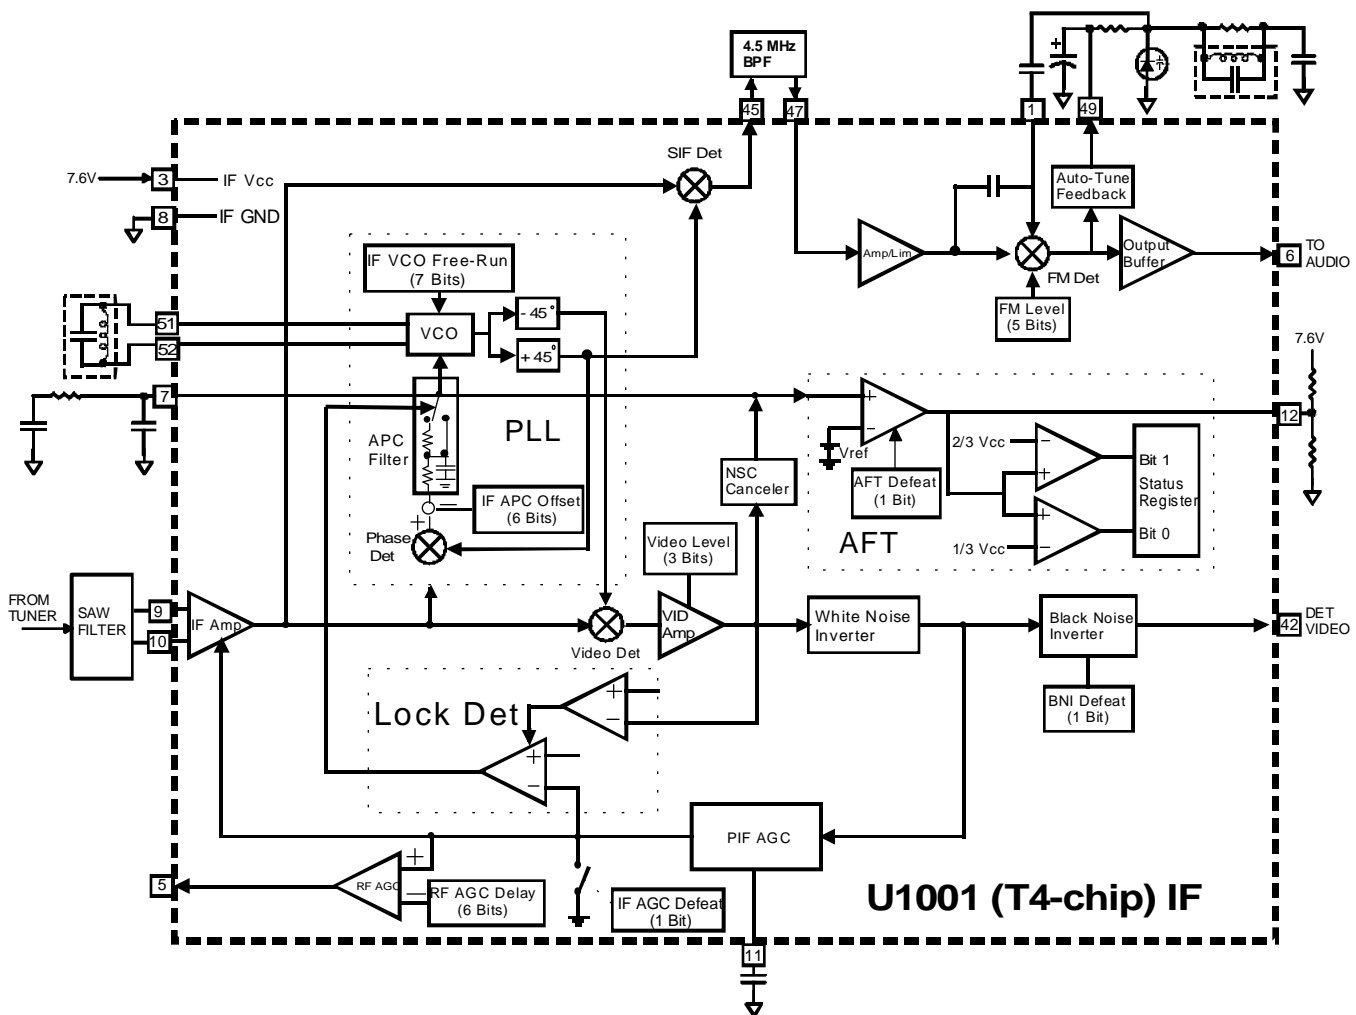 4.5 MHz
BPF
45
47
1
49
SIF Det
7.6V
3
IF Vcc
8
IF GND
Auto-Tune
Feedback
Amp/Lim
FM Det
Output
Buffer
6
TO
AUDIO
FM Level
(5 Bits)
IF VCO Free-Run
(7 Bits)
51
52
VCO
- 45°
+ 45°
7
APC
Filter
PLL
IF APC Offset
(6 Bits)
Phase
Det
+
−
NSC
Canceler
+
−
Vref
AFT Defeat
(1 Bit)
AFT
2/3 Vcc
−
+
+
1/3 Vcc
−
Bit 1
Status
Register
Bit 0
7.6V
12
FROM
TUNER
SAW
FILTER
9
10
IF Amp
Video Level
(3 Bits)
Video Det
VID
Amp
White Noise
Inverter
Black Noise
Inverter
42
DET
VIDEO
BNI Defeat
(1 Bit)
Lock Det
+
−
+
−
PIF AGC
5
RF AGC
+
−
RF AGC Delay
(6 Bits)
IF AGC Defeat
(1 Bit)
U1001 (T4-chip) IF
11